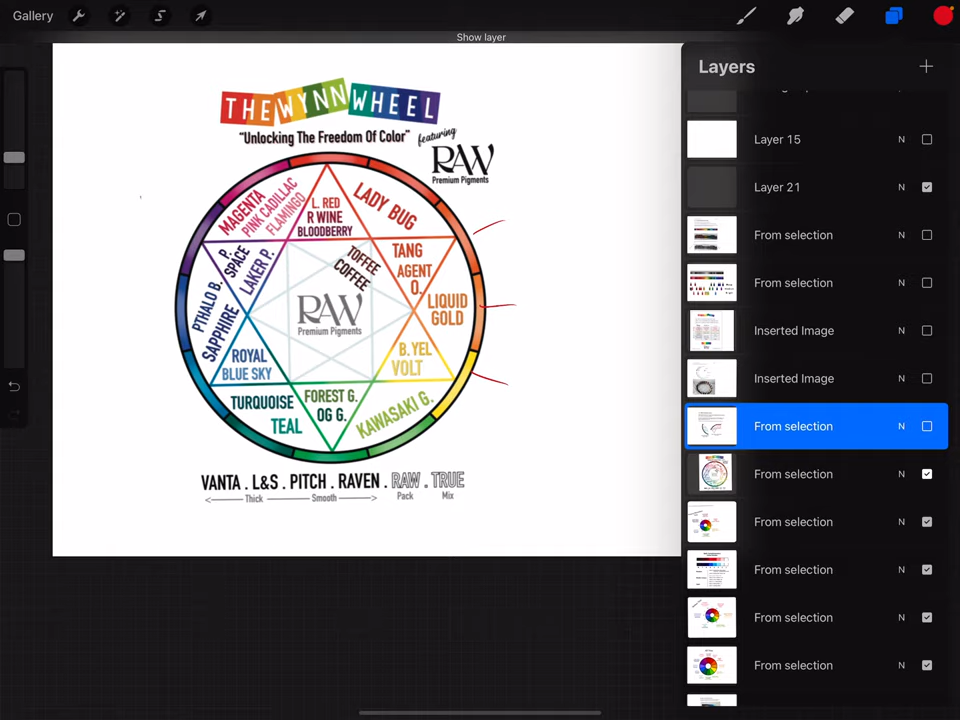 Gallery
Show layer
THEWYNNWHEEL
"Unlocking The Freedom Of Color"
featuring
RAW
Premium Pigments
MAGENTA
PINK CADILLAC
FLAMINGO
L. RED
R WINE
BLOODBERRY
LADY BUG
P. SPACE
LAKER P.
TOFFEE
COFFEE
TANG
AGENT O.
LIQUID GOLD
PTHALO B.
SAPPHIRE
RAW
Premium Pigments
ROYAL
BLUE SKY
B. YEL
VOLT
TURQUOISE
TEAL
FOREST G.
OG G.
KAWASAKI G.
VANTA . L&S . PITCH . RAVEN . RAW . TRUE
<—— Thick —— Smooth ——> Pack Mix
Layers
Layer 15 N
Layer 21 N
From selection N
From selection N
Inserted Image N
Inserted Image N
From selection N
From selection N
From selection N
From selection N
From selection N
From selection N